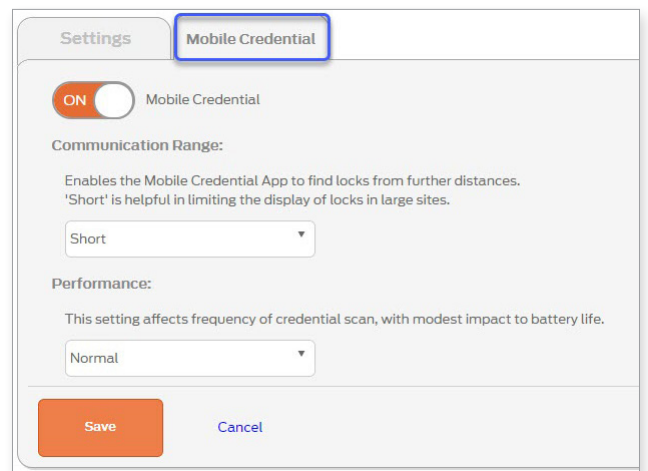 Settings
Mobile Credential
ON
Mobile Credential
Communication Range:
Enables the Mobile Credential App to find locks from further distances.
'Short' is helpful in limiting the display of locks in large sites.
Short
Performance:
This setting affects frequency of credential scan, with modest impact to battery life.
Normal
Save
Cancel